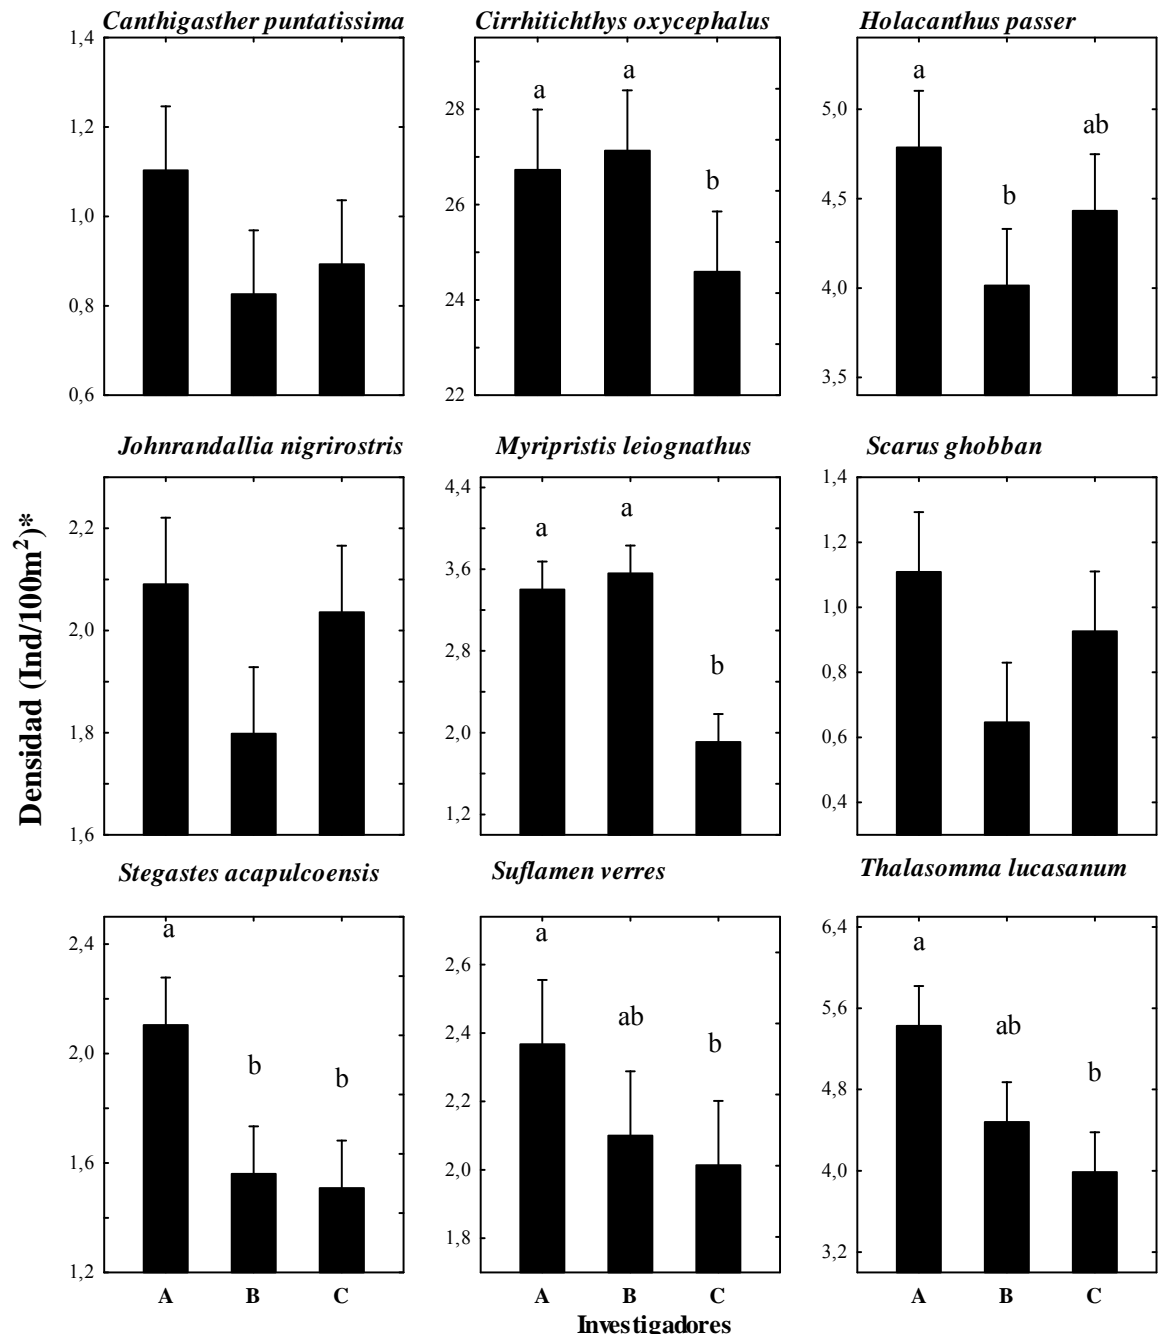 Canthigasther puntatissima
Cirrhitichthys oxycephalus
Holacanthus passer
1,4
1,2
1,0
0,8
0,6
28
26
24
22
a
a
b
5,0
4,5
4,0
3,5
a
b
ab
Johnrandallia nigrirostris
Myripristis leiognathus
Scarus ghobban
Densidad (Ind/100m²)*
2,2
2,0
1,8
1,6
4,4
3,6
2,8
2,0
1,2
a
a
b
1,4
1,2
1,0
0,8
0,6
0,4
Stegastes acapulcoensis
Suflamen verres
Thalasomma lucasanum
2,4
2,0
1,6
1,2
a
b
b
2,6
2,4
2,2
2,0
1,8
a
ab
b
6,4
5,6
4,8
4,0
3,2
a
ab
b
A B C
A B C
A B C
Investigadores